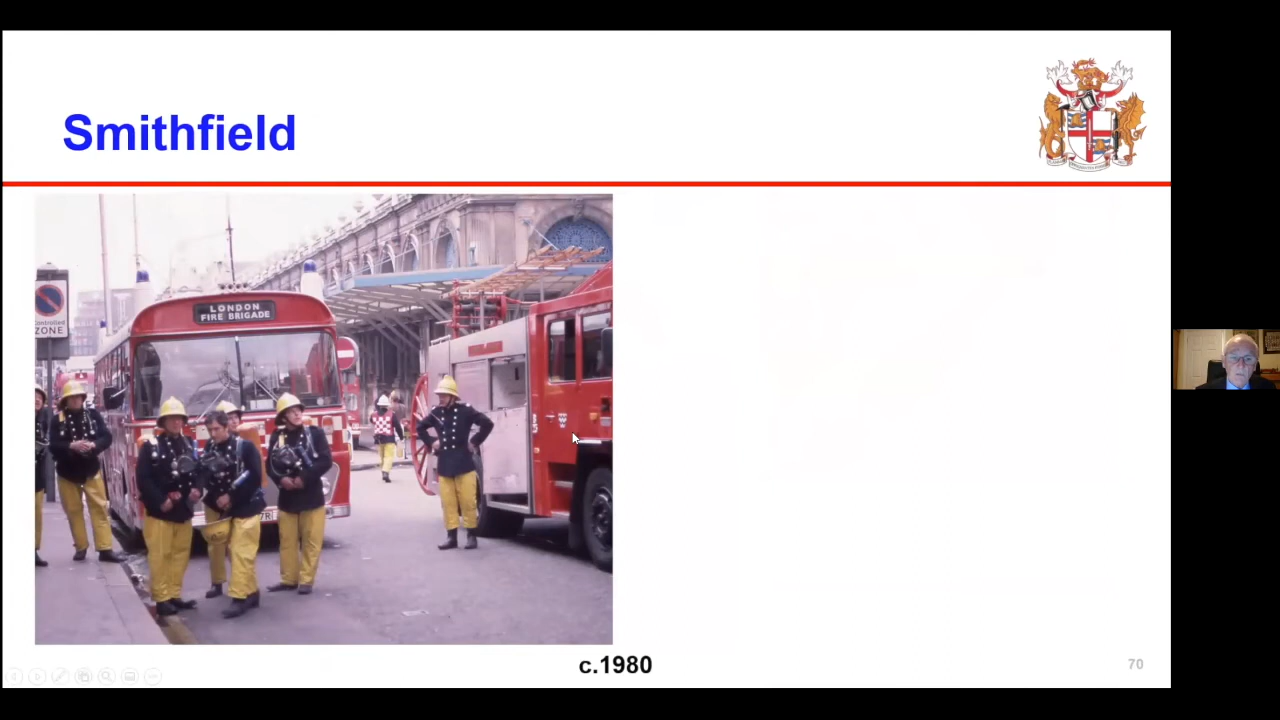 Smithfield
LONDON
FIRE BRIGADE
Controlled
ZONE
c.1980
70